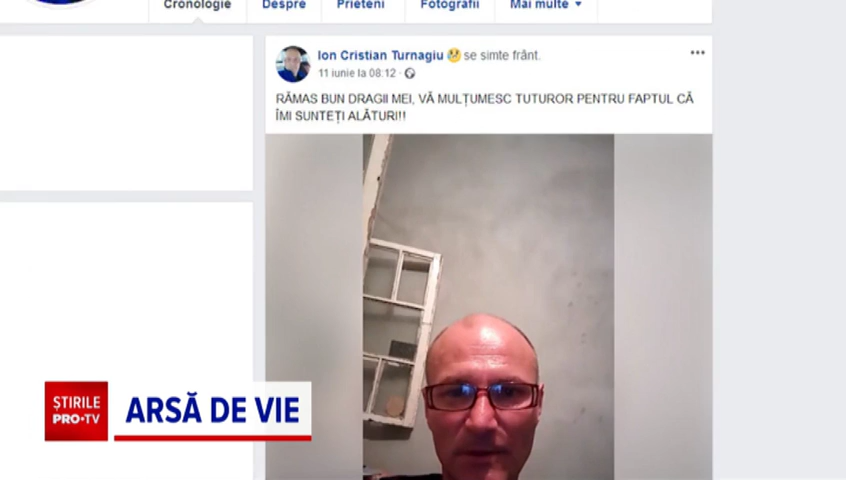 Cronologie Despre Prieteni Fotografii Mai multe
Ion Cristian Turnagiu se simte frânt.
11 iunie la 08:12
RĂMAS BUN DRAGII MEI, VĂ MULȚUMESC TUTUROR PENTRU FAPTUL CĂ
ÎMI SUNTEȚI ALĂTURI!!
ȘTIRILE
PRO•TV
ARSĂ DE VIE